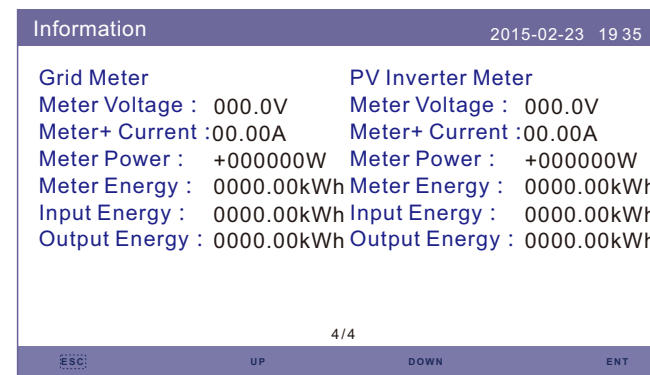 Information 2015-02-23 19 35
Grid Meter PV Inverter Meter
Meter Voltage : 000.0V Meter Voltage : 000.0V
Meter+ Current :00.00A Meter+ Current :00.00A
Meter Power : +000000W Meter Power : +000000W
Meter Energy : 0000.00kWh Meter Energy : 0000.00kWh
Input Energy : 0000.00kWh Input Energy : 0000.00kWh
Output Energy : 0000.00kWh Output Energy : 0000.00kWh
4/4
ESC UP DOWN ENT